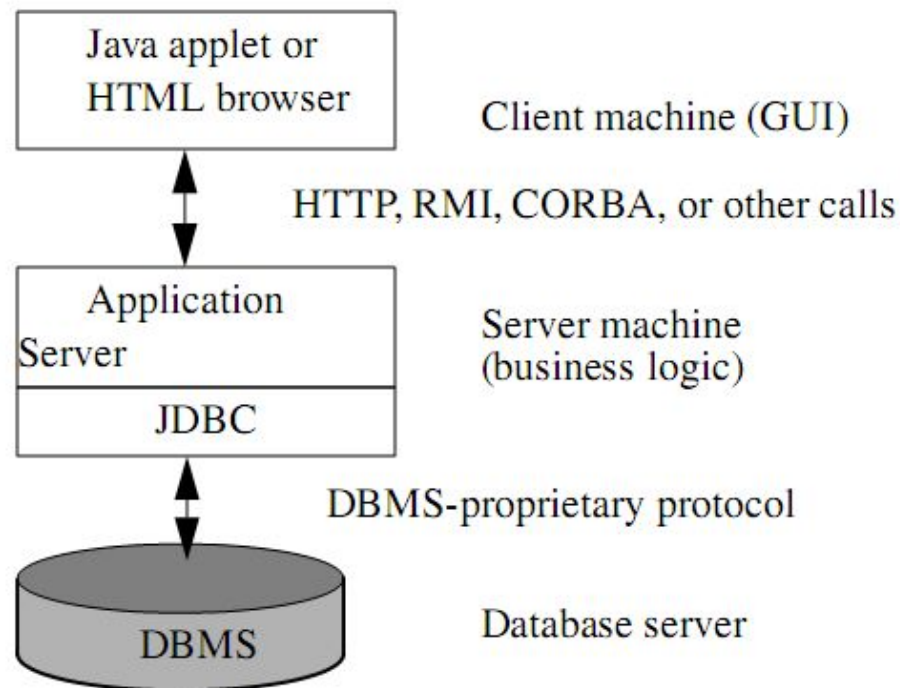 Java applet or
HTML browser
Client machine (GUI)
HTTP, RMI, CORBA, or other calls
Application
Server
Server machine
(business logic)
JDBC
DBMS-proprietary protocol
DBMS
Database server